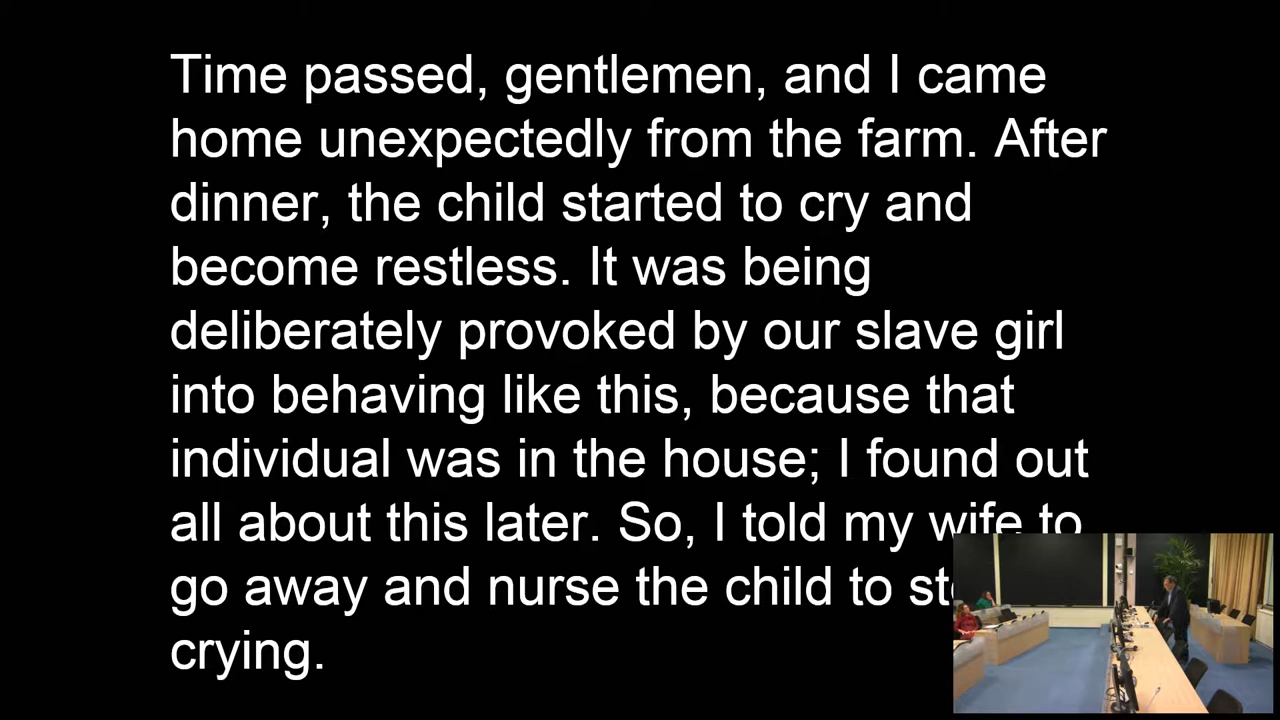 Time passed, gentlemen, and I came
home unexpectedly from the farm. After
dinner, the child started to cry and
become restless. It was being
deliberately provoked by our slave girl
into behaving like this, because that
individual was in the house; I found out
all about this later. So, I told my wife to
go away and nurse the child to
crying.